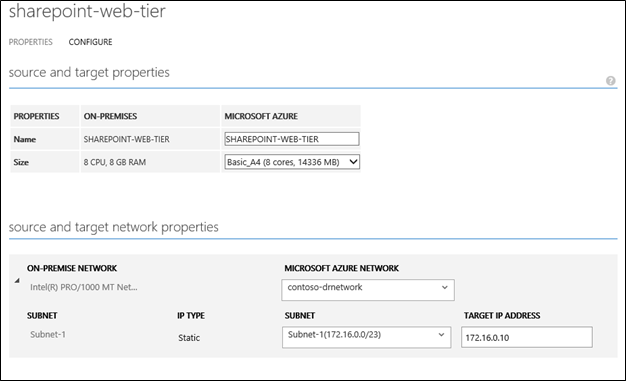 sharepoint-web-tier
PROPERTIES CONFIGURE
source and target properties
?
PROPERTIES ON-PREMISES MICROSOFT AZURE
Name SHAREPOINT-WEB-TIER SHAREPOINT-WEB-TIER
Size 8 CPU, 8 GB RAM Basic_A4 (8 cores, 14336 MB)
source and target network properties
ON-PREMISE NETWORK MICROSOFT AZURE NETWORK
Intel(R) PRO/1000 MT Net... contoso-drnetwork
SUBNET IP TYPE SUBNET TARGET IP ADDRESS
Subnet-1 Static Subnet-1(172.16.0.0/23) 172.16.0.10